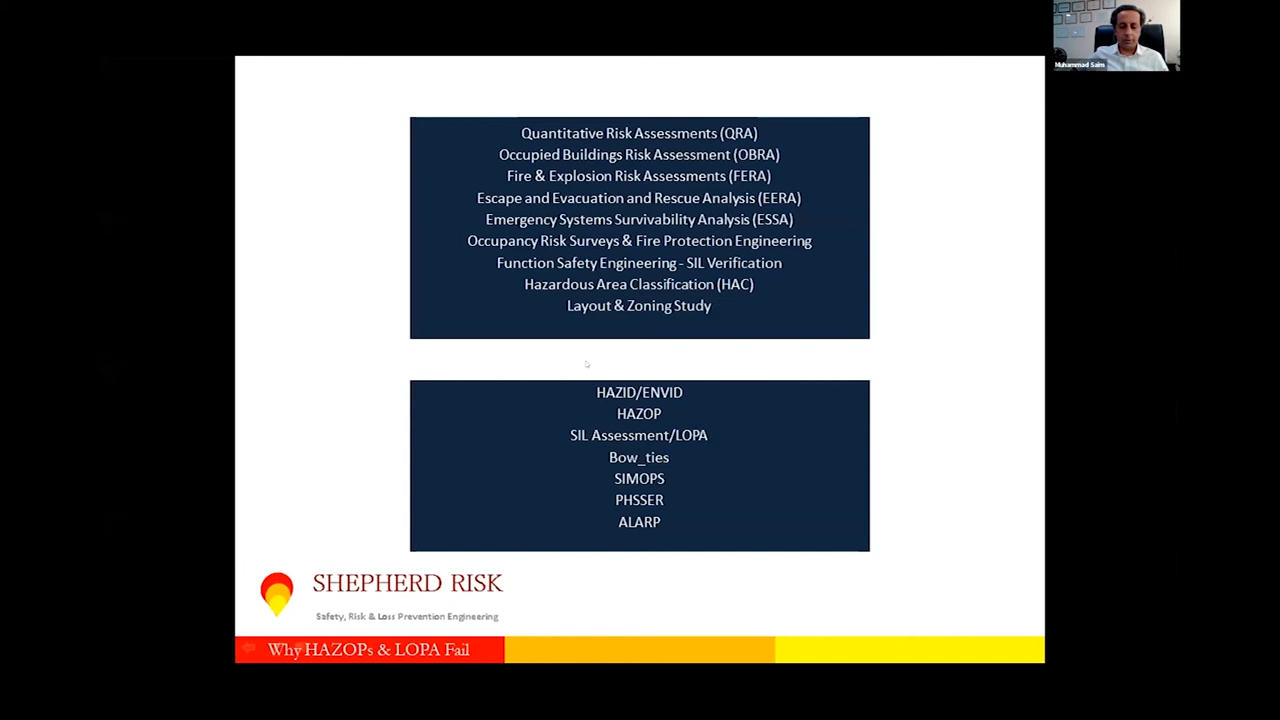 Muhammad Saim
Quantitative Risk Assessments (QRA)
Occupied Buildings Risk Assessment (OBRA)
Fire & Explosion Risk Assessments (FERA)
Escape and Evacuation and Rescue Analysis (EERA)
Emergency Systems Survivability Analysis (ESSA)
Occupancy Risk Surveys & Fire Protection Engineering
Function Safety Engineering - SIL Verification
Hazardous Area Classification (HAC)
Layout & Zoning Study
HAZID/ENVID
HAZOP
SIL Assessment/LOPA
Bow_ties
SIMOPS
PHSSER
ALARP
SHEPHERD RISK
Safety, Risk & Loss Prevention Engineering
Why HAZOPs & LOPA Fail